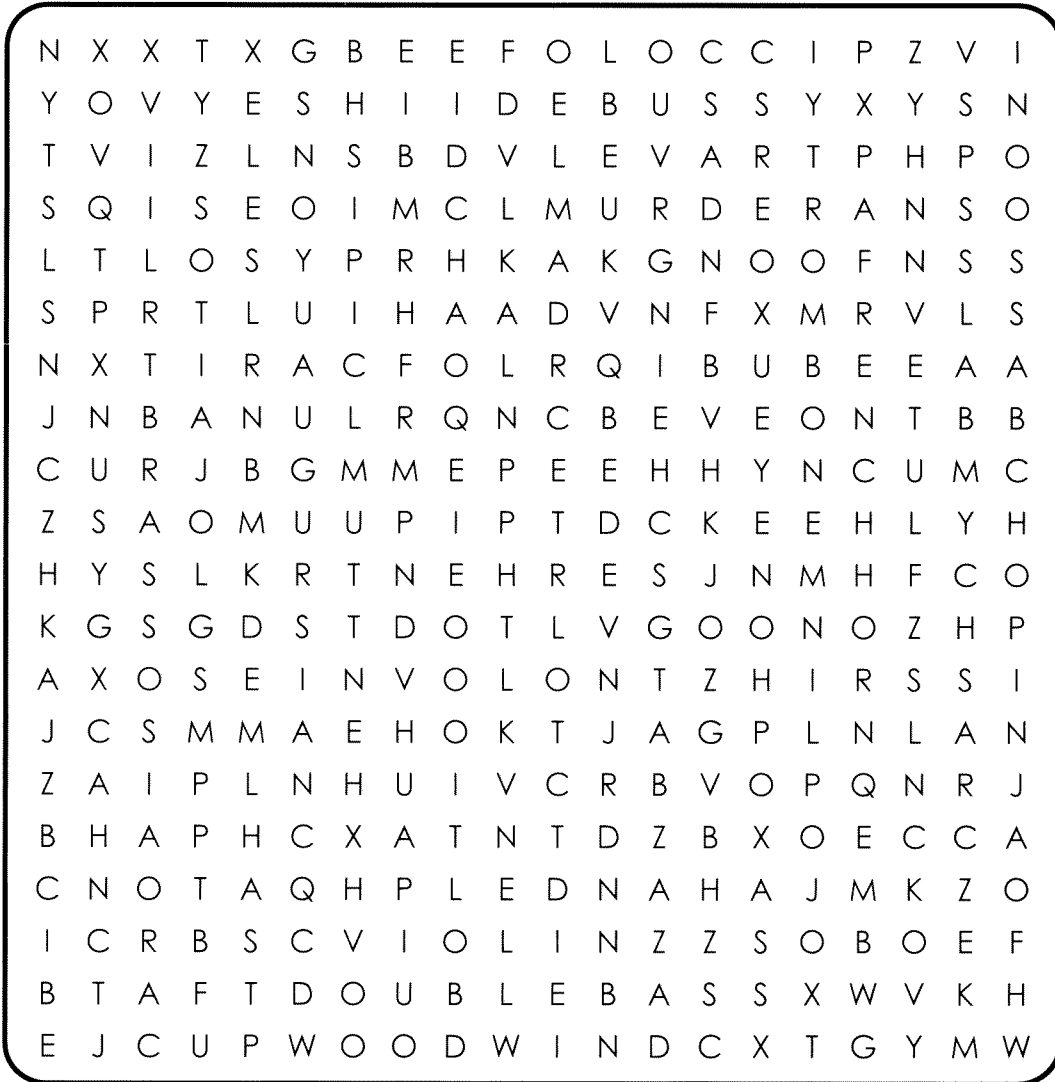 N X X T X G B E E F O L O C C I P Z V I
Y O V Y E S H I I D E B U S S Y X Y S N
T V I Z L N S B D V L E V A R T P H P O
S Q I S E O I M C L M U R D E R A N S O
L T L O S Y P R H K A K G N O O F N S S
S P R T L U I H A A D V N F X M R V L S
N X T I R A C F O L R Q I B U B E E A A
J N B A N U L R Q N C B E V E O N T B B
C U R J B G M M E P E E H H Y N C U M C
Z S A O M U U P I P T D C K E E H L Y H
H Y S L K R T N E H R E S J N M H F C O
K G S G D S T D O T L V G O O N O Z H P
A X O S E I N V O L O N T Z H I R S S I
J C S M M A E H O K T J A G P L N L A N
Z A I P L N H U I V C R B V O P Q N R J
B H A P H C X A T N T D Z B X O E C C A
C N O T A Q H P L E D N A H A J M K Z O
I C R B S C V I O L I N Z Z S O B O E F
B T A F T D O U B L E B A S S X W V K H
E J C U P W O O D W I N D C X T G Y M W